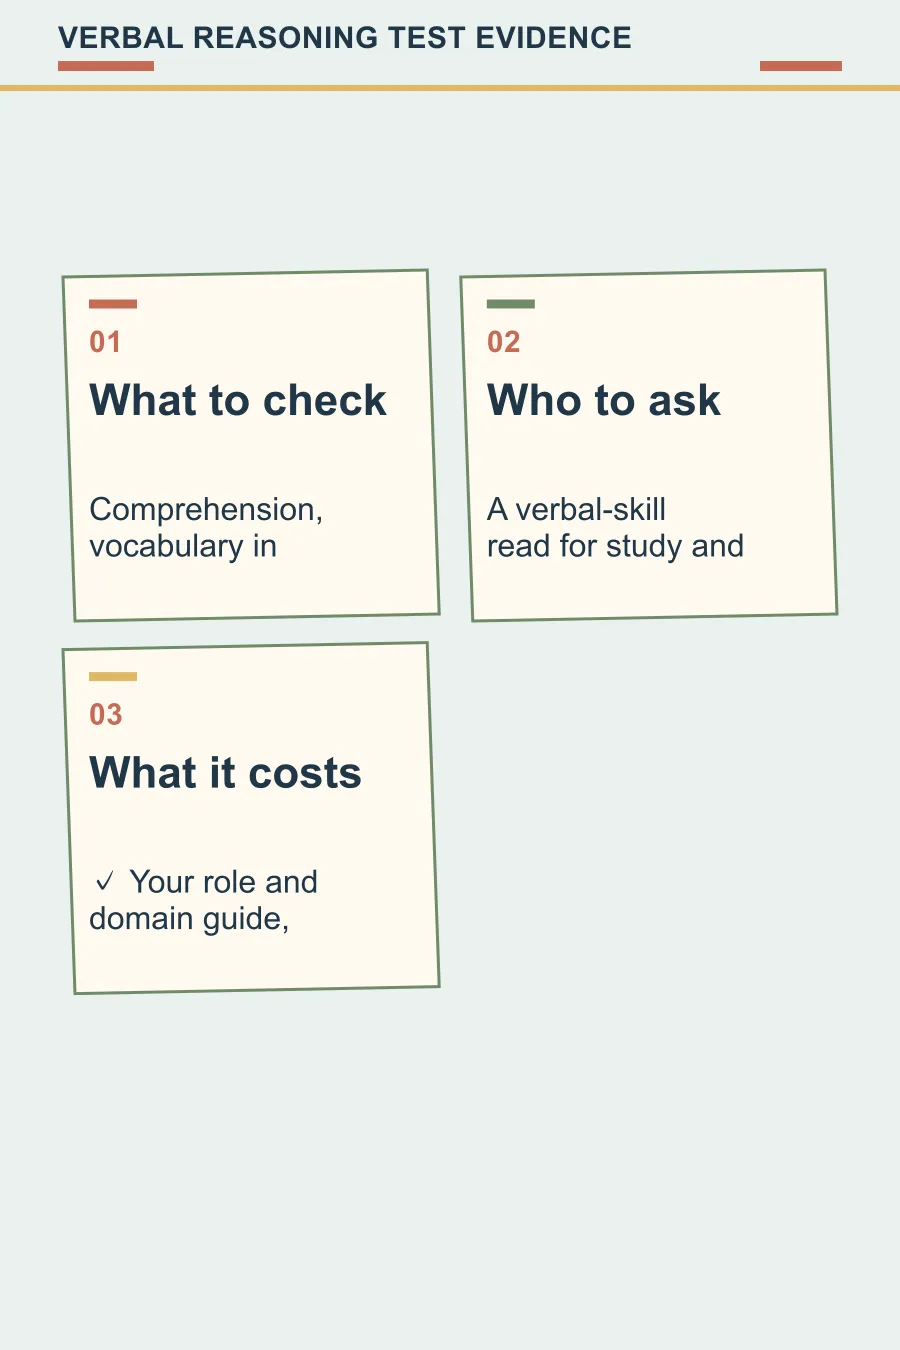 VERBAL REASONING TEST EVIDENCE
01
What to check
Comprehension,
vocabulary in
02
Who to ask
A verbal-skill
read for study and
03
What it costs
✓ Your role and
domain guide,